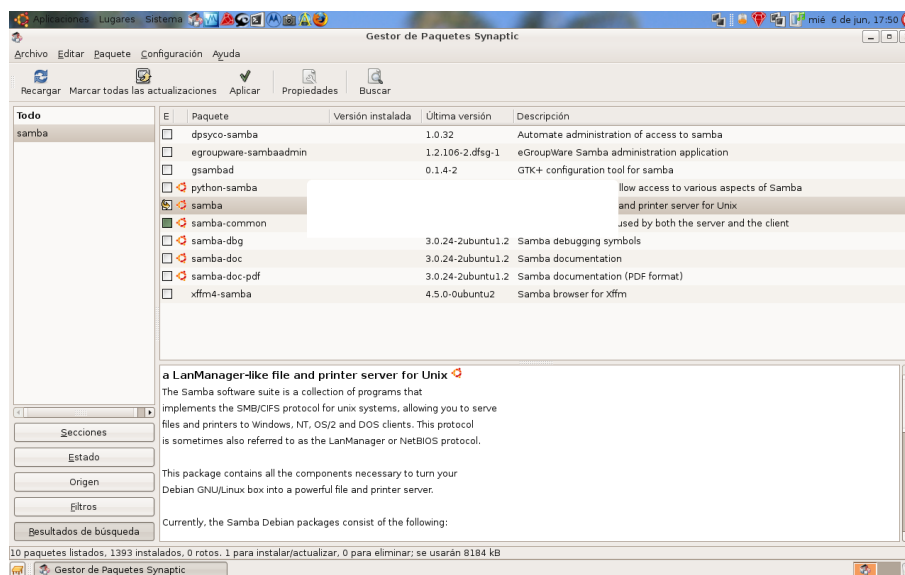 Aplicaciones Lugares Sistema mié 6 de jun, 17:50
Gestor de Paquetes Synaptic
Archivo Editar Paquete Configuración Ayuda
Recargar Marcar todas las actualizaciones Aplicar Propiedades Buscar
Todo
samba
E Paquete Versión instalada Última versión Descripción
dpsyco-samba 1.0.32 Automate administration of access to samba
egroupware-sambaadmin 1.2.106-2.dfsg-1 eGroupWare Samba administration application
gsambad 0.1.4-2 GTK+ configuration tool for samba
python-samba llow access to various aspects of Samba
samba and printer server for Unix
samba-common used by both the server and the client
samba-dbg 3.0.24-2ubuntu1.2 Samba debugging symbols
samba-doc 3.0.24-2ubuntu1.2 Samba documentation
samba-doc-pdf 3.0.24-2ubuntu1.2 Samba documentation (PDF format)
xffm4-samba 4.5.0-0ubuntu2 Samba browser for Xffm
a LanManager-like file and printer server for Unix
The Samba software suite is a collection of programs that
implements the SMB/CIFS protocol for unix systems, allowing you to serve
files and printers to Windows, NT, OS/2 and DOS clients. This protocol
is sometimes also referred to as the LanManager or NetBIOS protocol.
This package contains all the components necessary to turn your
Debian GNU/Linux box into a powerful file and printer server.
Currently, the Samba Debian packages consist of the following:
Secciones
Estado
Origen
Filtros
Resultados de búsqueda
10 paquetes listados, 1393 instalados, 0 rotos. 1 para instalar/actualizar, 0 para eliminar; se usarán 8184 kB
Gestor de Paquetes Synaptic